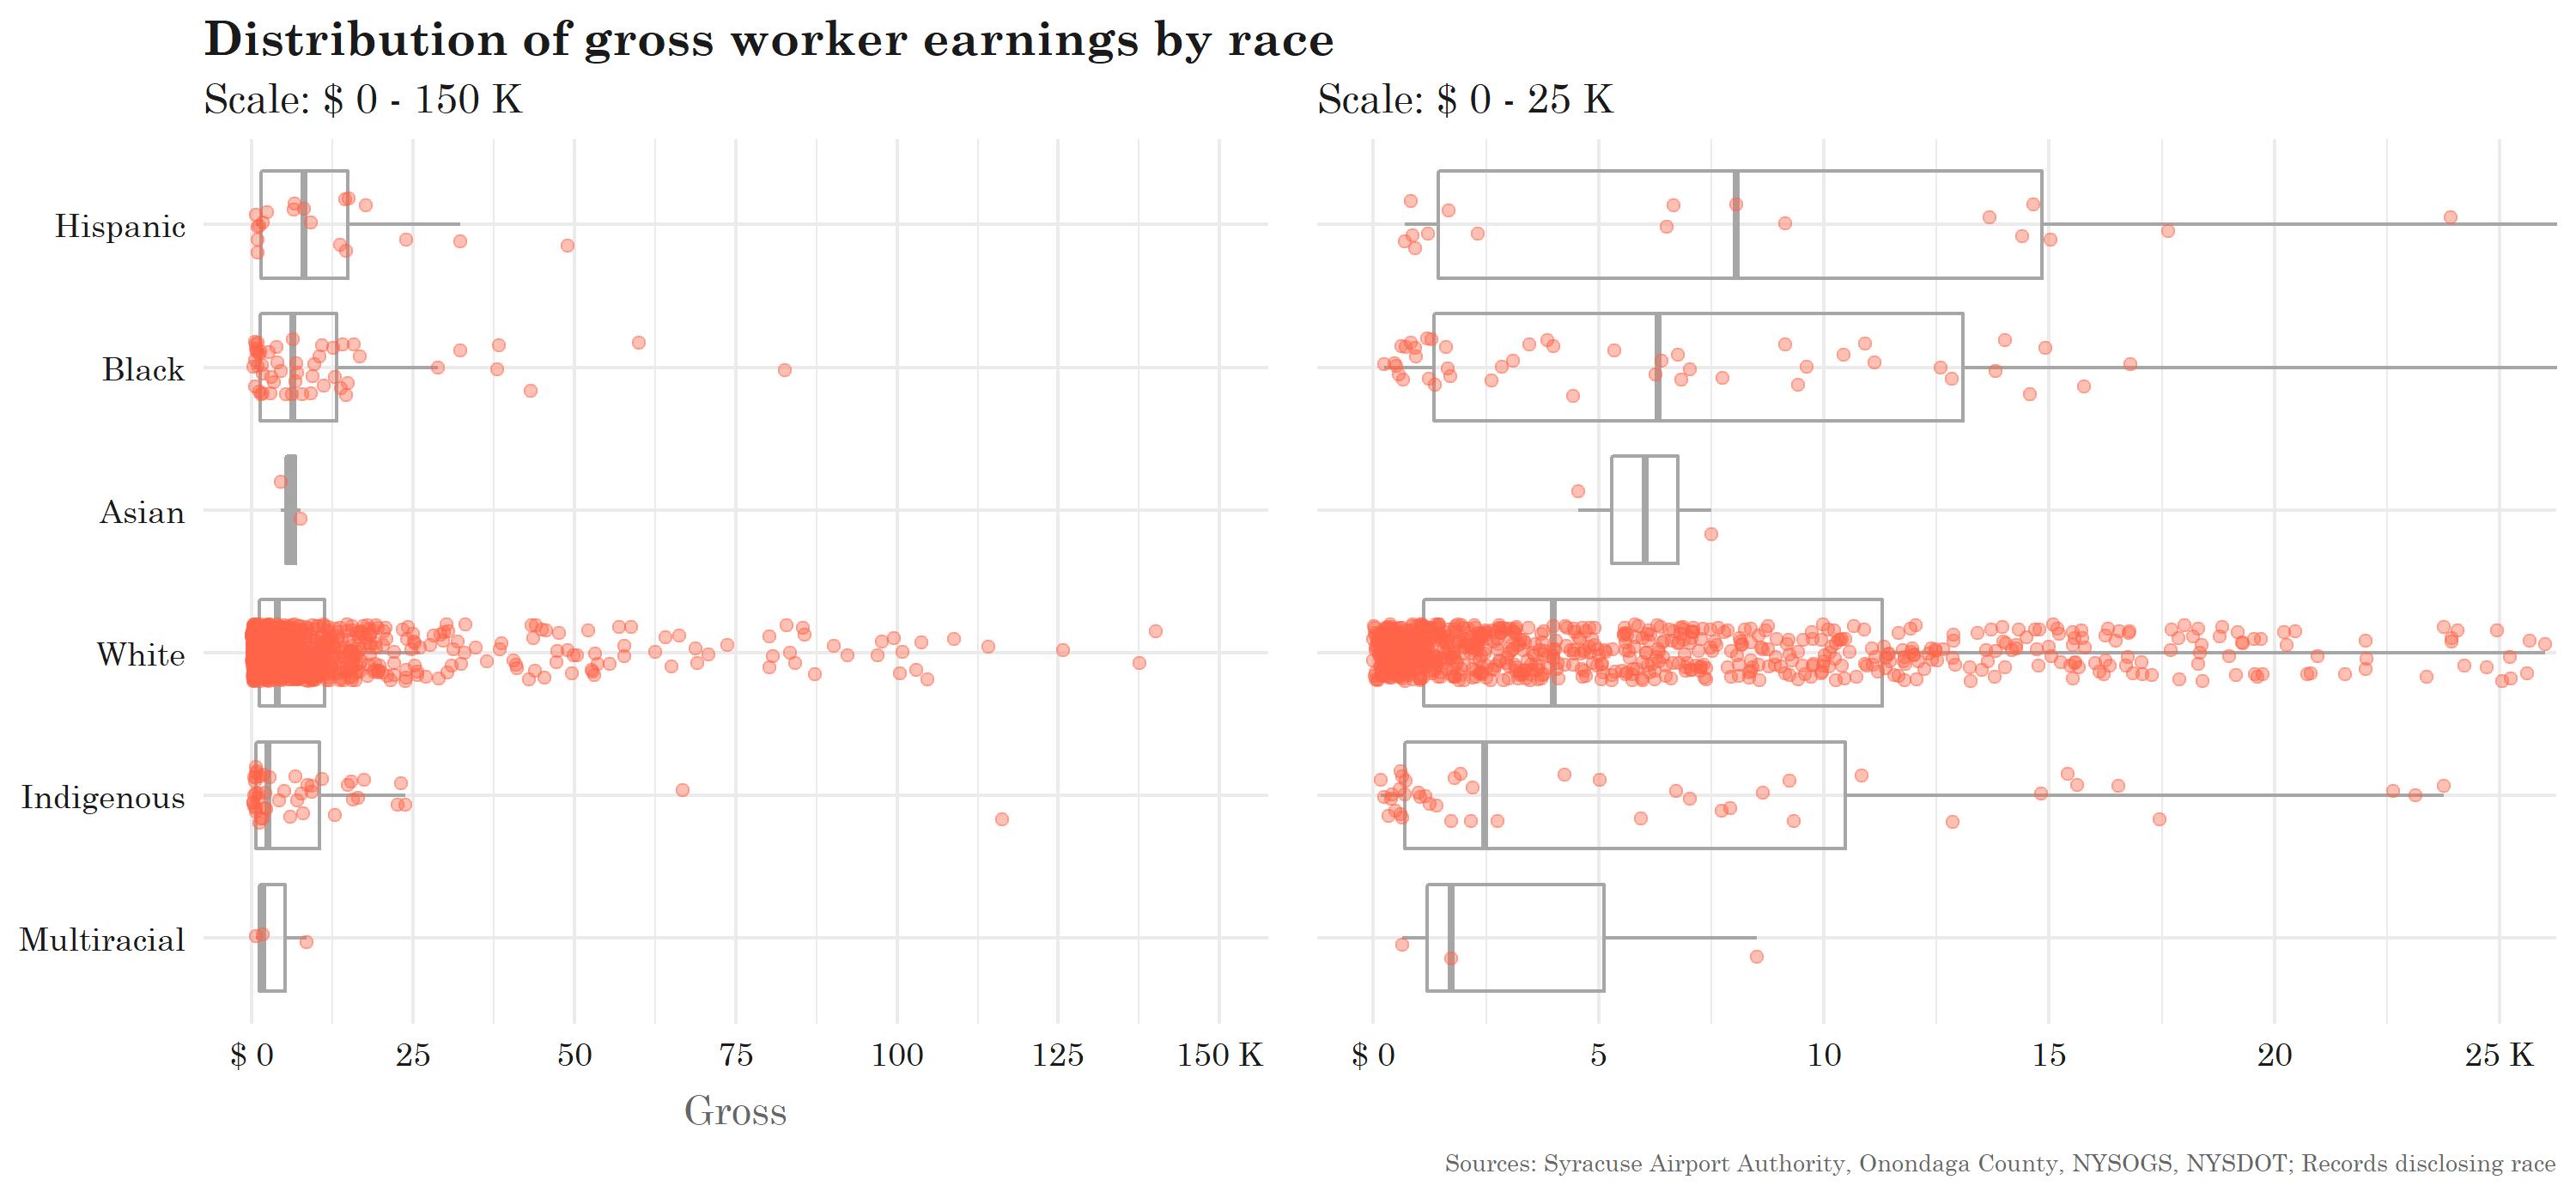 Distribution of gross worker earnings by race
Scale: $ 0 - 150 K
Scale: $ 0 - 25 K
Hispanic
Black
Asian
White
Indigenous
Multiracial
$ 0 25 50 75 100 125 150 K
$ 0 5 10 15 20 25 K
Gross
Sources: Syracuse Airport Authority, Onondaga County, NYSOGS, NYSDOT; Records disclosing race